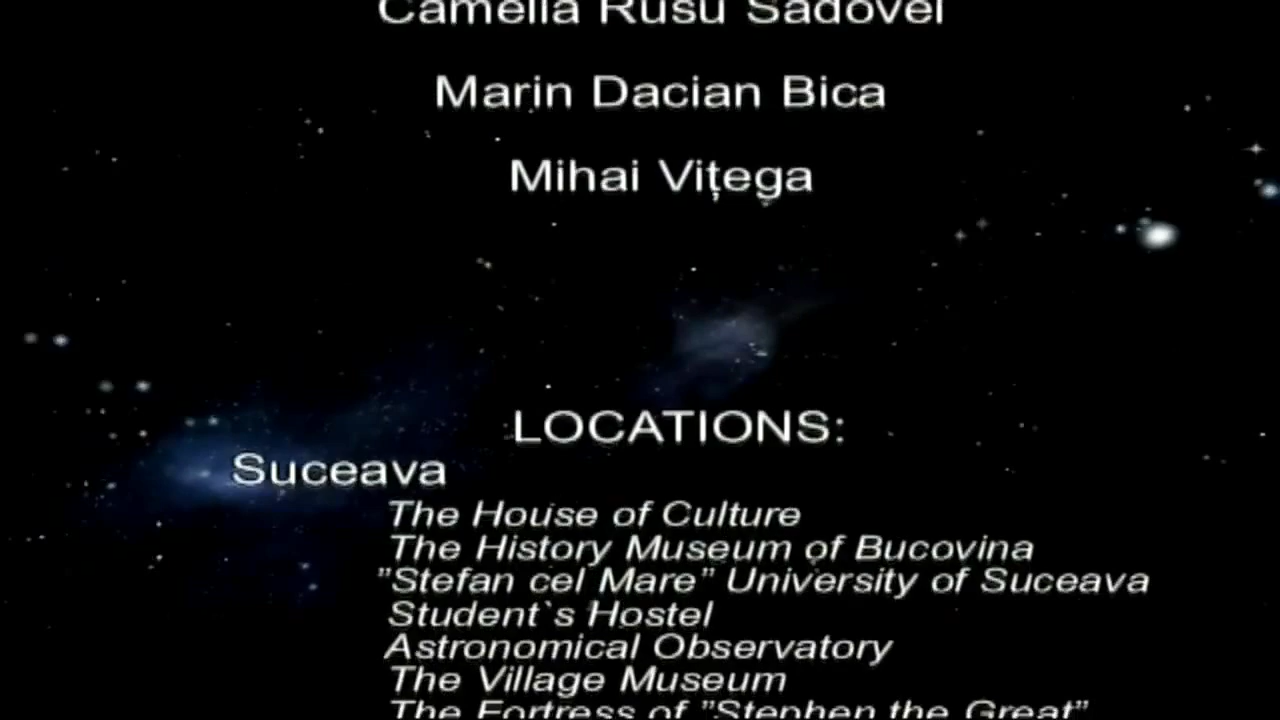 Camelia Rusu Sadovei
Marin Dacian Bica
Mihai Vițega
LOCATIONS:
Suceava
The House of Culture
The History Museum of Bucovina
”Stefan cel Mare” University of Suceava
Student`s Hostel
Astronomical Observatory
The Village Museum
The Fortress of ”Stephen the Great”